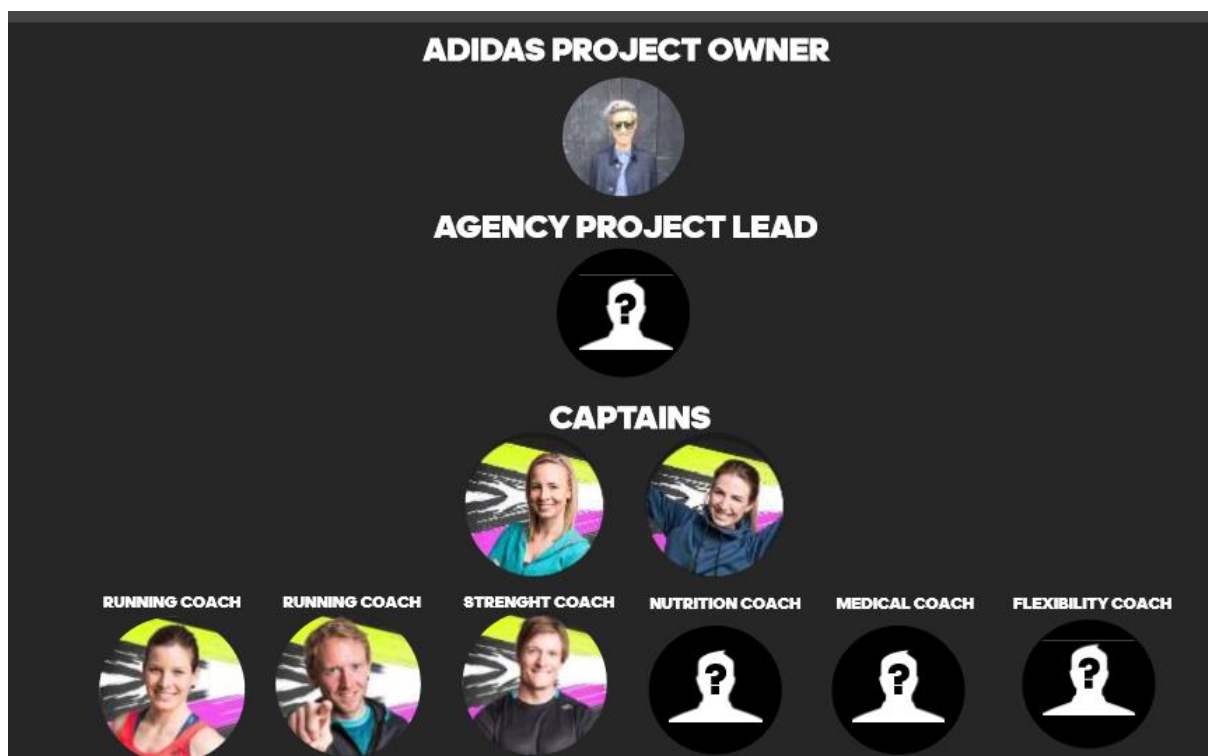 ADIDAS PROJECT OWNER
AGENCY PROJECT LEAD
?
CAPTAINS
RUNNING COACH RUNNING COACH STRENGHT COACH NUTRITION COACH MEDICAL COACH FLEXIBILITY COACH
? ? ?